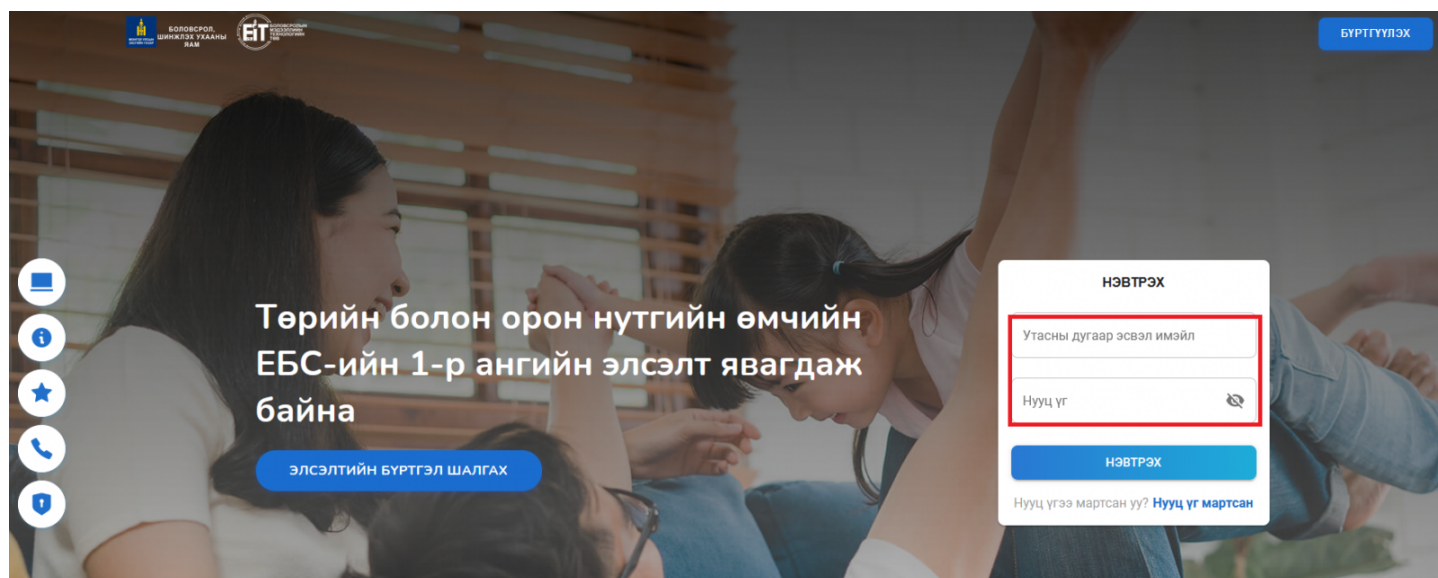 БОЛОВСРОЛ,
ШИНЖЛЭХ УХААНЫ
ЯАМ
EIT
БҮРТГҮҮЛЭХ
Төрийн болон орон нутгийн өмчийн
ЕБС-ийн 1-р ангийн элсэлт явагдаж
байна
ЭЛСЭЛТИЙН БҮРТГЭЛ ШАЛГАХ
НЭВТРЭХ
Утасны дугаар эсвэл имэйл
Нууц үг
НЭВТРЭХ
Нууц үгээ мартсан уу? Нууц үг мартсан